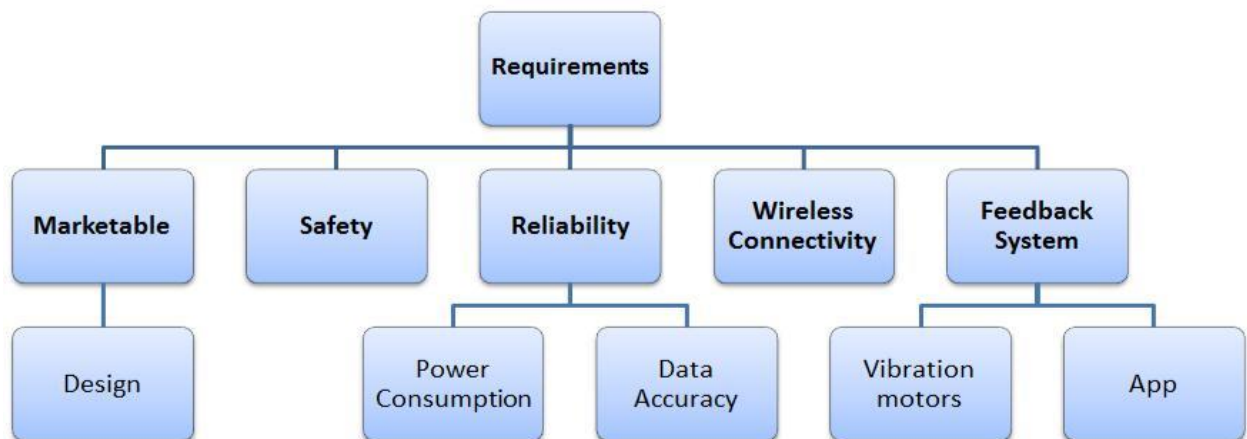 Requirements
Marketable
Safety
Reliability
Wireless
Connectivity
Feedback
System
Design
Power
Consumption
Data
Accuracy
Vibration
motors
App